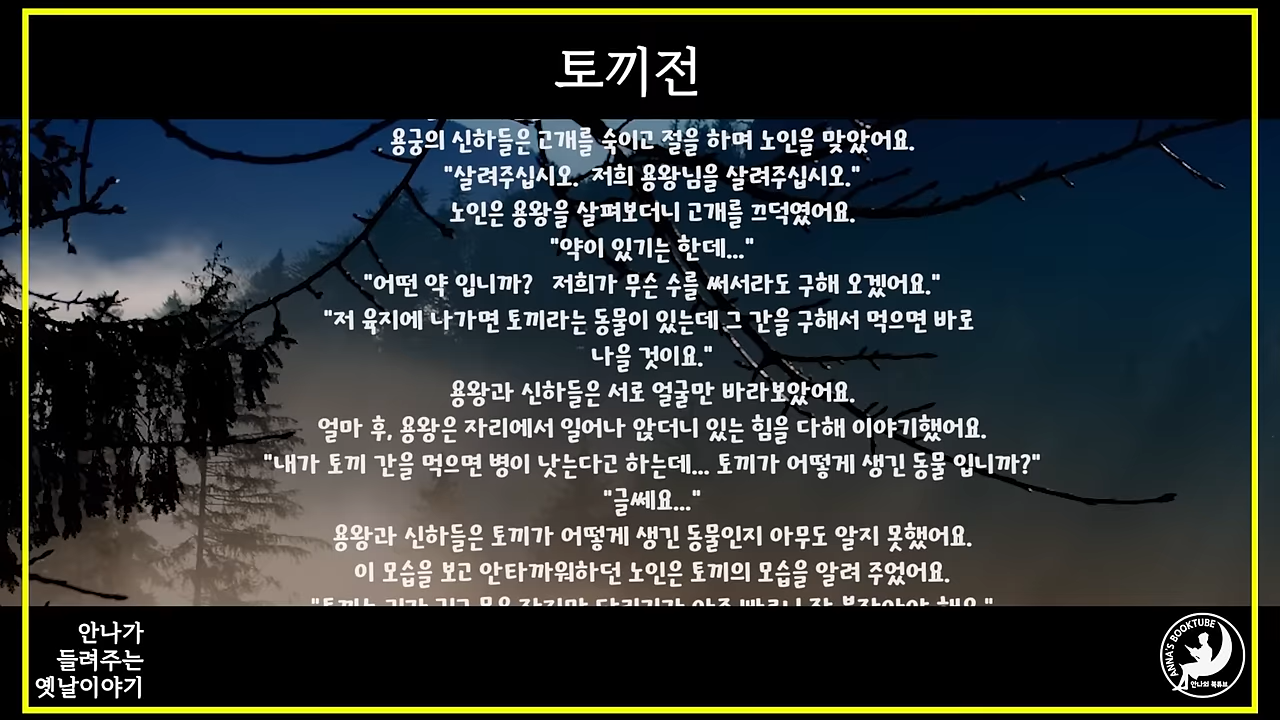 토끼전
용궁의 신하들은 고개를 숙이고 절을 하며 노인을 맞았어요.
"살려주십시오. 저희 용왕님을 살려주십시오."
노인은 용왕을 살펴보더니 고개를 끄덕였어요.
"약이 있기는 한데..."
"어떤 약 입니까? 저희가 무슨 수를 써서라도 구해 오겠어요."
"저 육지에 나가면 토끼라는 동물이 있는데 그 간을 구해서 먹으면 바로
나을 것이요."
용왕과 신하들은 서로 얼굴만 바라보았어요.
얼마 후, 용왕은 자리에서 일어나 앉더니 있는 힘을 다해 이야기했어요.
"내가 토끼 간을 먹으면 병이 낫는다고 하는데... 토끼가 어떻게 생긴 동물 입니까?"
"글쎄요..."
용왕과 신하들은 토끼가 어떻게 생긴 동물인지 아무도 알지 못했어요.
이 모습을 보고 안타까워하던 노인은 토끼의 모습을 알려 주었어요.
안나가
들려주는
옛날이야기
ANNA'S BOOKTUBE
안나의 북튜브